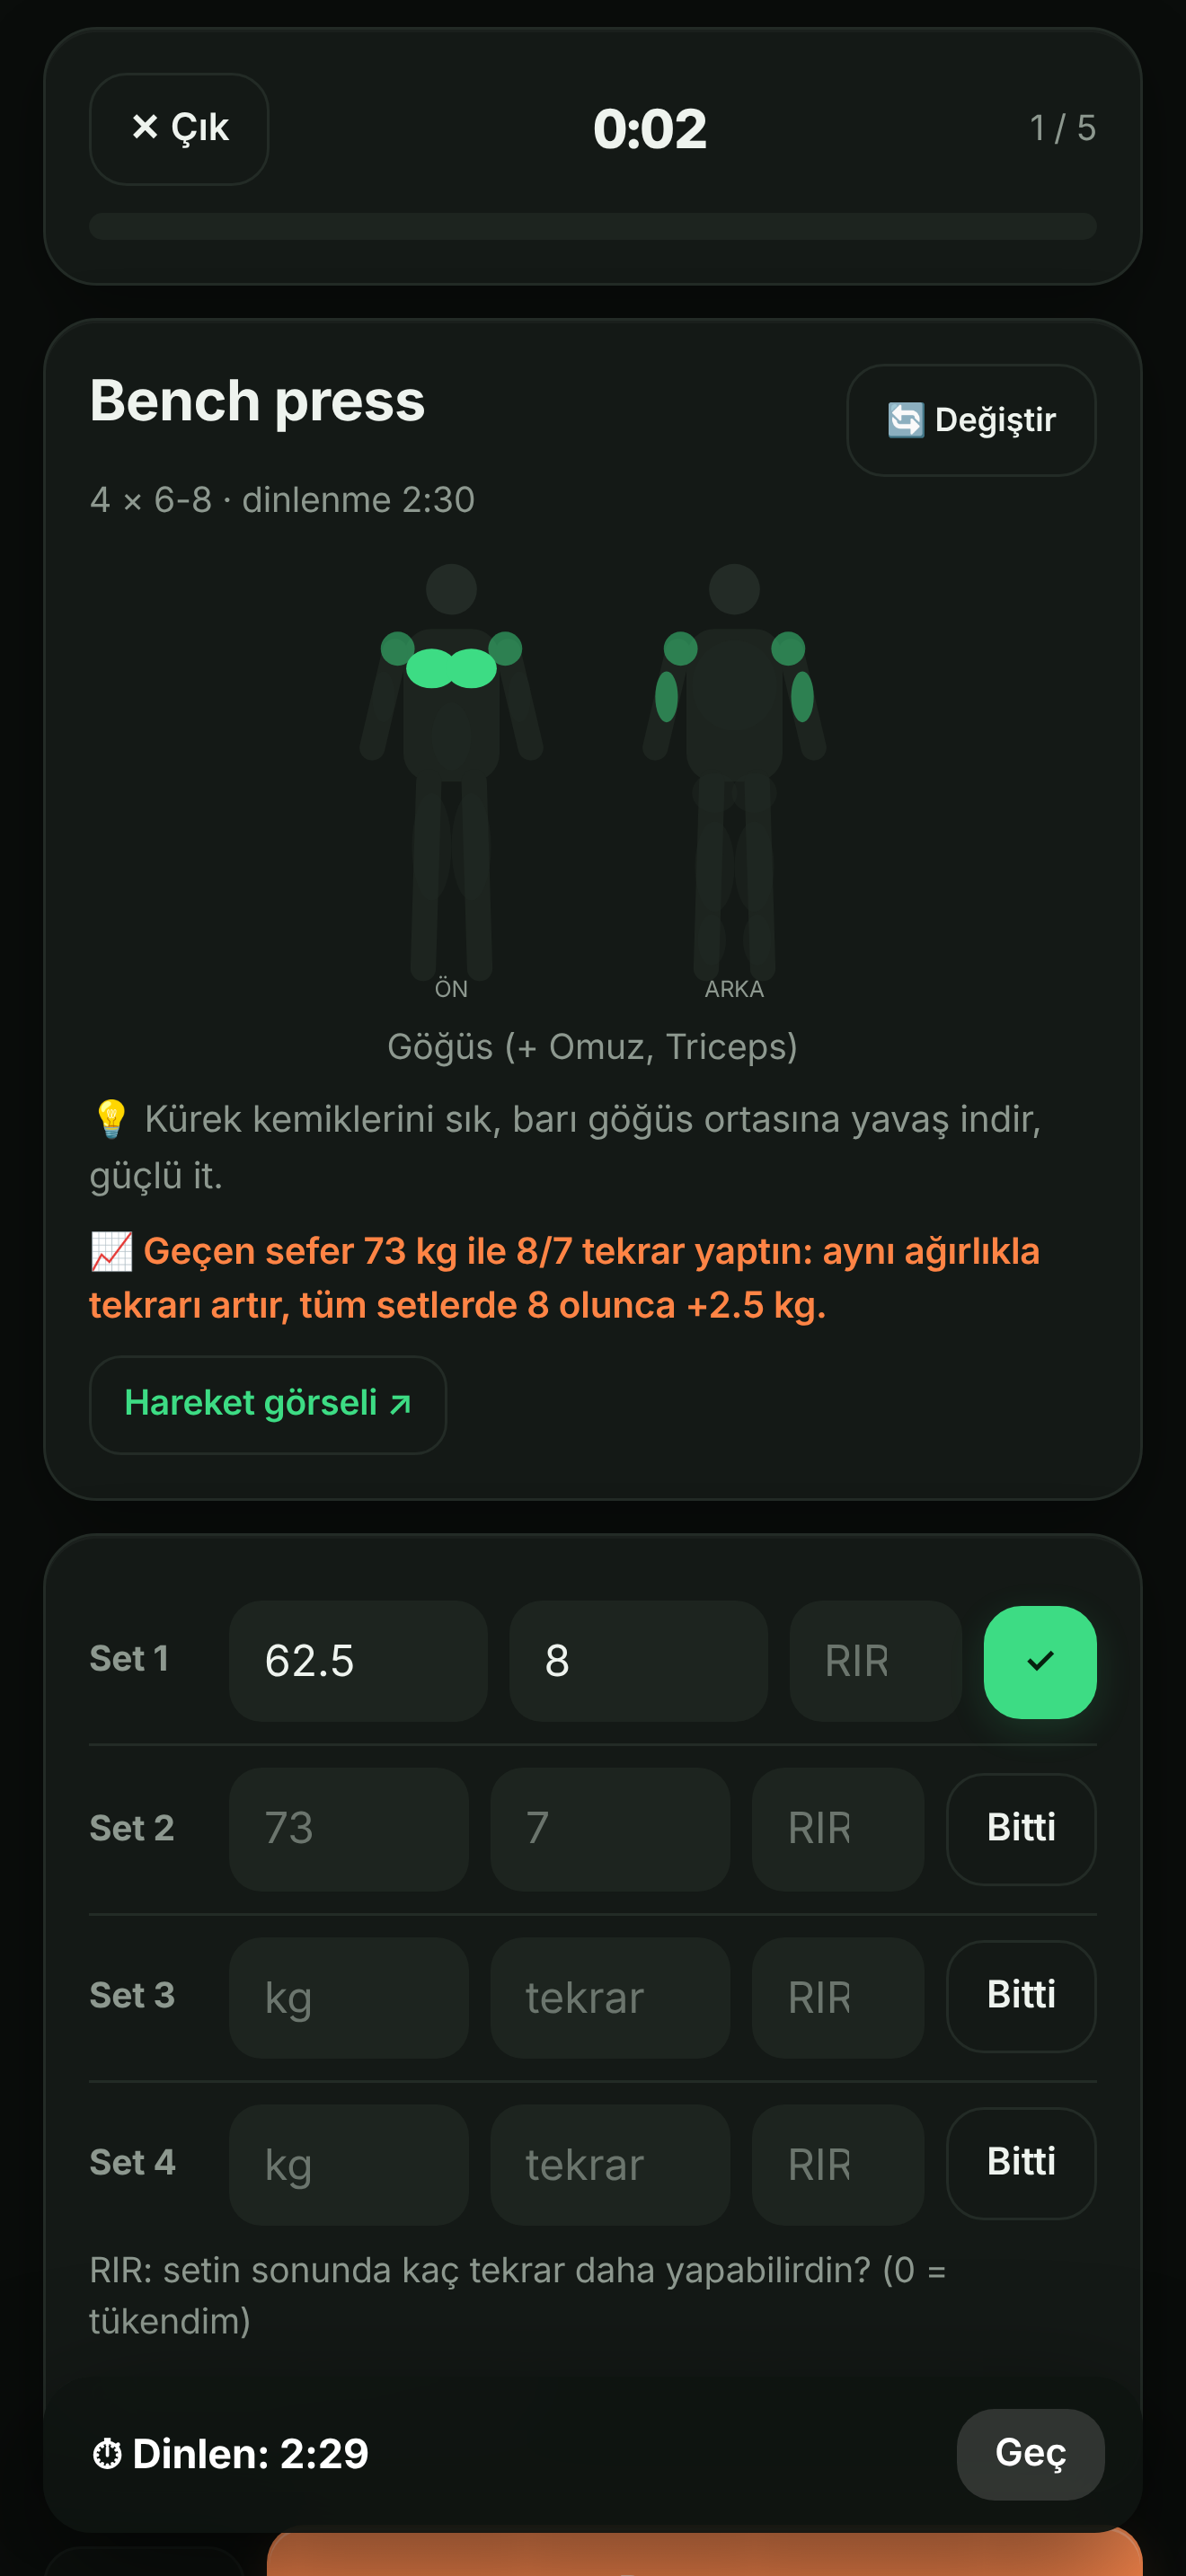 ✕ Çık
0:02
1 / 5
Bench press
🔄 Değiştir
4 × 6-8 · dinlenme 2:30
ÖN
ARKA
Göğüs (+ Omuz, Triceps)
💡 Kürek kemiklerini sık, barı göğüs ortasına yavaş indir,
güçlü it.
📈 Geçen sefer 73 kg ile 8/7 tekrar yaptın: aynı ağırlıkla
tekrarı artır, tüm setlerde 8 olunca +2.5 kg.
Hareket görseli ↗
Set 1 62.5 8 RIR ✓
Set 2 73 7 RIR Bitti
Set 3 kg tekrar RIR Bitti
Set 4 kg tekrar RIR Bitti
RIR: setin sonunda kaç tekrar daha yapabilirdin? (0 =
tükendim)
⏱ Dinlen: 2:29
Geç